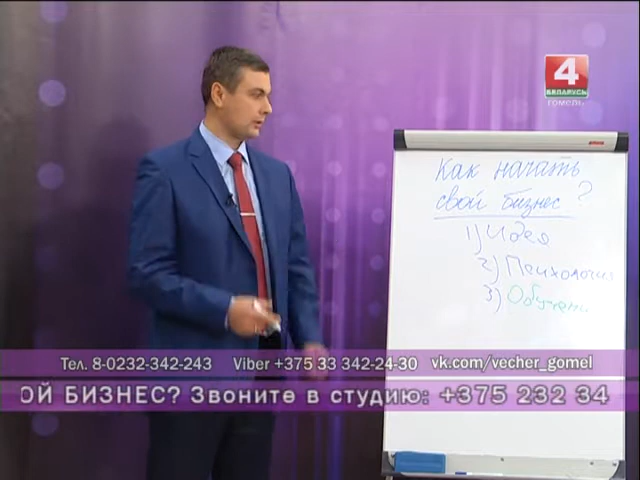 4
БЕЛАРУСЬ
ГОМЕЛЬ
Как начать
свой бизнес?
1) Идея
2) Психология
3) Обучени
Тел. 8-0232-342-243 Viber +375 33 342-24-30 vk.com/vecher_gomel
ОЙ БИЗНЕС? Звоните в студию: +375 232 34